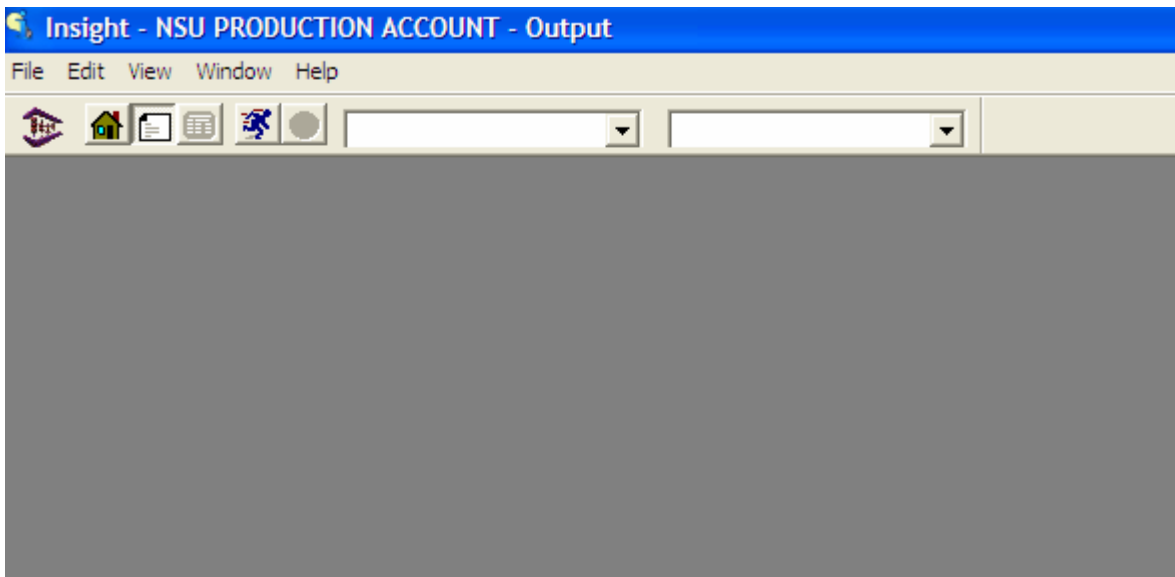 Insight - NSU PRODUCTION ACCOUNT - Output
File Edit View Window Help